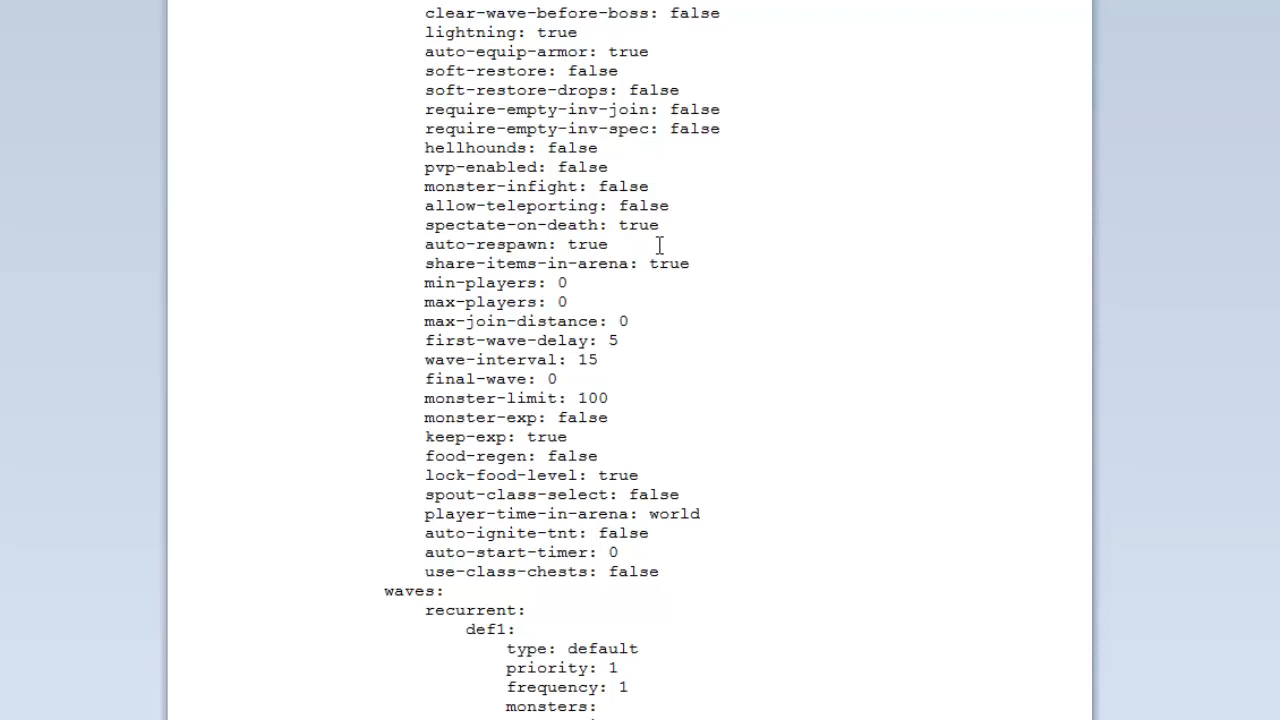 clear-wave-before-boss: false
lightning: true
auto-equip-armor: true
soft-restore: false
soft-restore-drops: false
require-empty-inv-join: false
require-empty-inv-spec: false
hellhounds: false
pvp-enabled: false
monster-infight: false
allow-teleporting: false
spectate-on-death: true
auto-respawn: true
share-items-in-arena: true
min-players: 0
max-players: 0
max-join-distance: 0
first-wave-delay: 5
wave-interval: 15
final-wave: 0
monster-limit: 100
monster-exp: false
keep-exp: true
food-regen: false
lock-food-level: true
spout-class-select: false
player-time-in-arena: world
auto-ignite-tnt: false
auto-start-timer: 0
use-class-chests: false
waves:
recurrent:
def1:
type: default
priority: 1
frequency: 1
monsters: